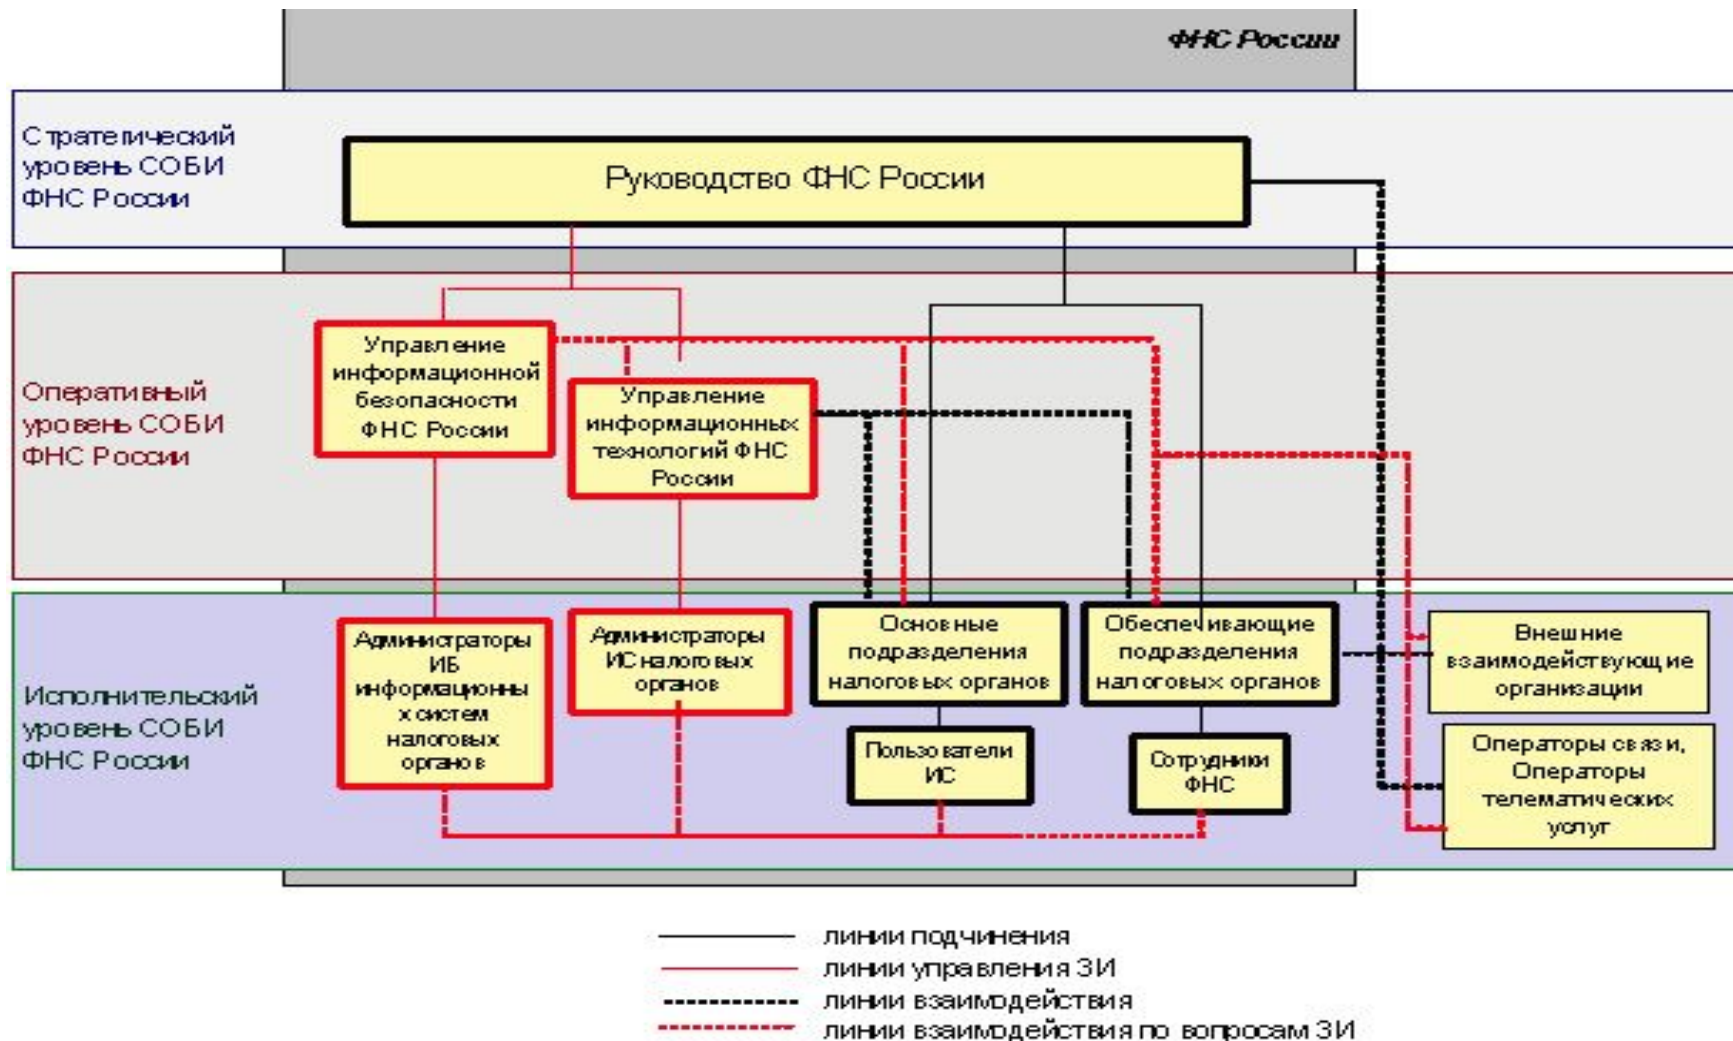 ФНС России
Стратегический
уровень СОБИ
ФНС России
Руководство ФНС России
Оперативный
уровень СОБИ
ФНС России
Управление
информационной
безопасности
ФНС России
Управление
информационных
технологий ФНС
России
Исполнительский
уровень СОБИ
ФНС России
Администраторы
ИБ
информационны
х систем
налоговых
органов
Администраторы
ИС налоговых
органов
Основные
подразделения
налоговых органов
Обеспечивающие
подразделения
налоговых органов
Внешние
взаимодействующие
организации
Пользователи
ИС
Сотрудники
ФНС
Операторы связи,
Операторы
телематических
услуг
линии подчинения
линии управления ЗИ
линии взаимодействия
линии взаимодействия по вопросам ЗИ